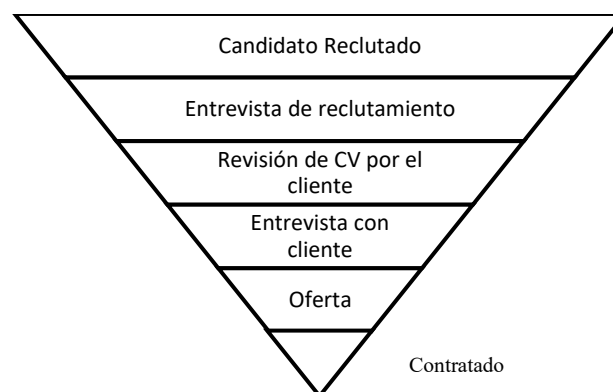 Candidato Reclutado
Entrevista de reclutamiento
Revisión de CV por el
cliente
Entrevista con
cliente
Oferta
Contratado